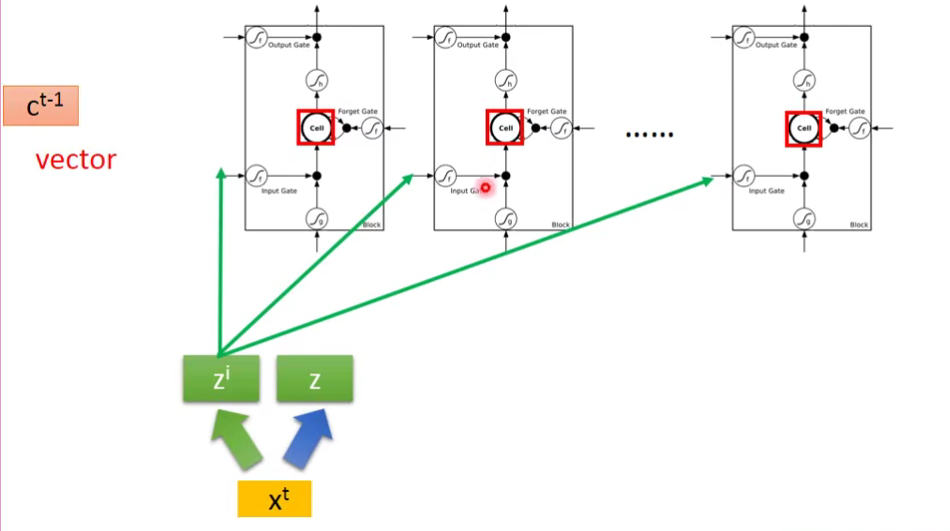 Output Gate
Output Gate
Output Gate
h
h
h
c^t-1
Forget Gate
Forget Gate
Forget Gate
Cell
f
Cell
f
......
Cell
f
vector
f
f
f
Input Gate
Input Ga
Input Gate
g
Block
g
Block
g
Block
z^i
z
x^t